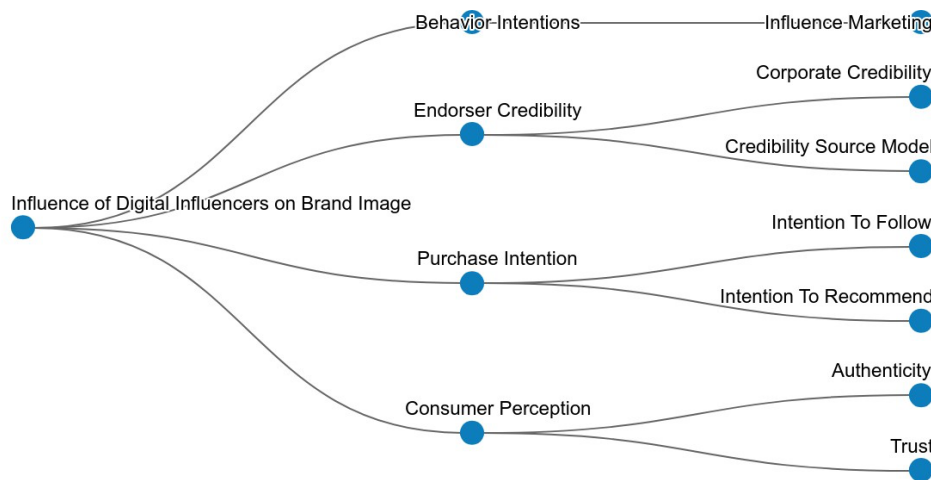 Behavior Intentions
Influence Marketing
Corporate Credibility
Endorser Credibility
Credibility Source Model
Influence of Digital Influencers on Brand Image
Intention To Follow
Purchase Intention
Intention To Recommend
Authenticity
Consumer Perception
Trust